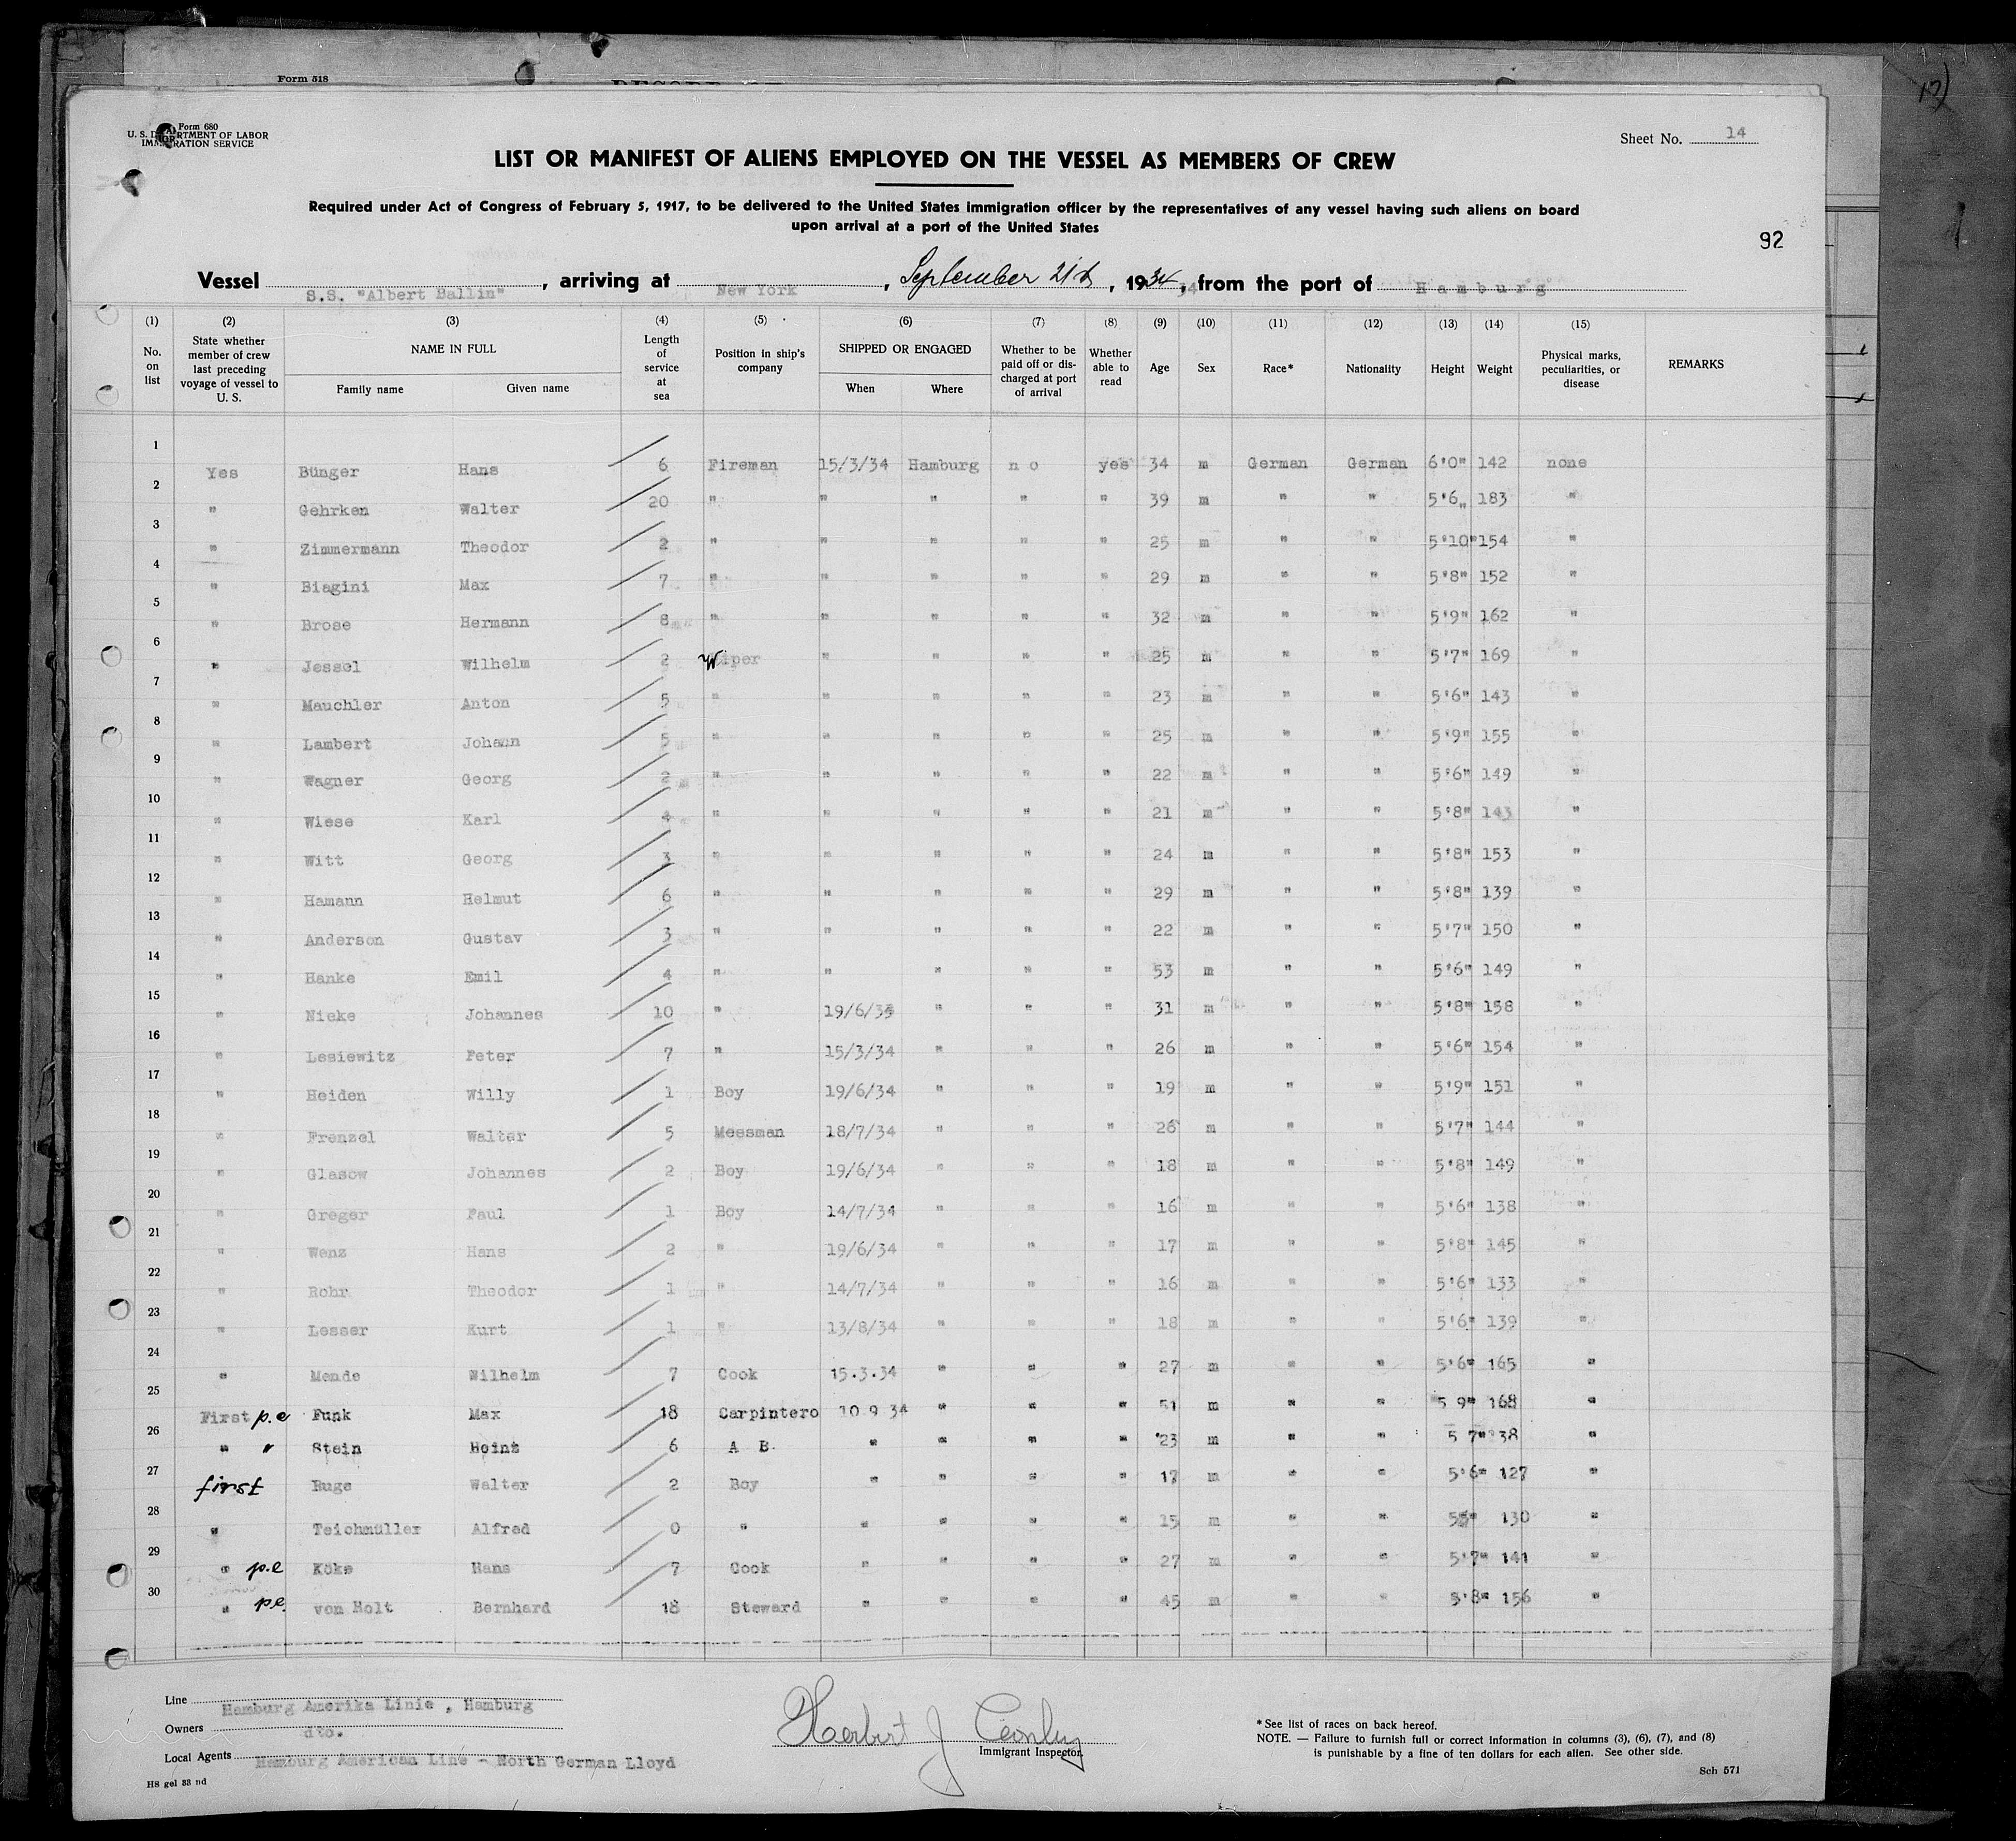 Form 518
Form 680
U. S. DEPARTMENT OF LABOR
IMMIGRATION SERVICE
Sheet No. 14
LIST OR MANIFEST OF ALIENS EMPLOYED ON THE VESSEL AS MEMBERS OF CREW
Required under Act of Congress of February 5, 1917, to be delivered to the United States immigration officer by the representatives of any vessel having such aliens on board
upon arrival at a port of the United States
92
Vessel S.S. "Albert Ballin", arriving at New York, September 21st, 1934, from the port of Hamburg
(1) (2) (3) (4) (5) (6) (7) (8) (9) (10) (11) (12) (13) (14) (15)
No. on list | State whether member of crew last preceding voyage of vessel to U. S. | NAME IN FULL Family name Given name | Length of service at sea | Position in ship's company | SHIPPED OR ENGAGED When Where | Whether to be paid off or discharged at port of arrival | Whether able to read | Age | Sex | Race* | Nationality | Height | Weight | Physical marks, peculiarities, or disease | REMARKS
1 Yes Bünger Hans 6 Fireman 15/3/34 Hamburg no yes 34 m German German 6'0" 142 none
2 " Gehrken Walter 20 " " " " " 39 m " " 5'6" 183 "
3 " Zimmermann Theodor 2 " " " " " 25 m " " 5'10" 154 "
4 " Biagini Max 7 " " " " " 29 m " " 5'8" 152 "
5 " Brose Hermann 8 " " " " " 32 m " " 5'9" 162 "
6 " Jessel Wilhelm 2 Wiper " " " " 25 m " " 5'7" 169 "
7 " Mauchler Anton 5 " " " " " 23 m " " 5'6" 143 "
8 " Lambert Johann 5 " " " " " 25 m " " 5'9" 155 "
9 " Wagner Georg 2 " " " " " 22 m " " 5'6" 149 "
10 " Wiese Karl 4 " " " " " 21 m " " 5'8" 143 "
11 " Witt Georg 3 " " " " " 24 m " " 5'8" 153 "
12 " Hamann Helmut 6 " " " " " 29 m " " 5'8" 139 "
13 " Anderson Gustav 3 " " " " " 22 m " " 5'7" 150 "
14 " Hanke Emil 4 " " " " " 53 m " " 5'6" 149 "
15 " Nieke Johannes 10 " 19/6/34 " " " 31 m " " 5'8" 158 "
16 " Lesiewitz Peter 7 " 15/3/34 " " " 26 m " " 5'6" 154 "
17 " Heiden Willy 1 Boy 19/6/34 " " " 19 m " " 5'9" 151 "
18 " Frenzel Walter 5 Messman 18/7/34 " " " 26 m " " 5'7" 144 "
19 " Glasow Johannes 2 Boy 19/6/34 " " " 18 m " " 5'8" 149 "
20 " Greger Paul 1 Boy 14/7/34 " " " 16 m " " 5'6" 138 "
21 " Wenz Hans 2 " 19/6/34 " " " 17 m " " 5'8" 145 "
22 " Rohr Theodor 1 " 14/7/34 " " " 16 m " " 5'6" 133 "
23 " Lesser Kurt 1 " 13/8/34 " " " 18 m " " 5'6" 139 "
24 " Mende Wilhelm 7 Cook 15.3.34 " " " 27 m " " 5'6" 165 "
25 First p.e Funk Max 18 Carpintero 10 9 34 " " " 51 m " " 5 9" 168 "
26 " " Stein Heinz 6 A B. " " " " 23 m " " 5 7" 38 "
27 first Ruge Walter 2 Boy " " " " 17 m " " 5'6" 127 "
28 " Teichmüller Alfred 0 " " " " " 15 m " " 130 "
29 " p.e Köke Hans 7 Cook " " " " 27 m " " 5'7" 141 "
30 " p.e. von Holt Bernhard 18 Steward " " " " 45 m " " 5'8" 156 "
Line Hamburg Amerika Linie , Hamburg
Owners dto.
Local Agents Hamburg American Line - North German Lloyd
H8 gel 33 nd
Herbert J
Immigrant Inspector.
* See list of races on back hereof.
NOTE. — Failure to furnish full or correct information in columns (3), (6), (7), and (8)
is punishable by a fine of ten dollars for each alien. See other side.
Sch 571